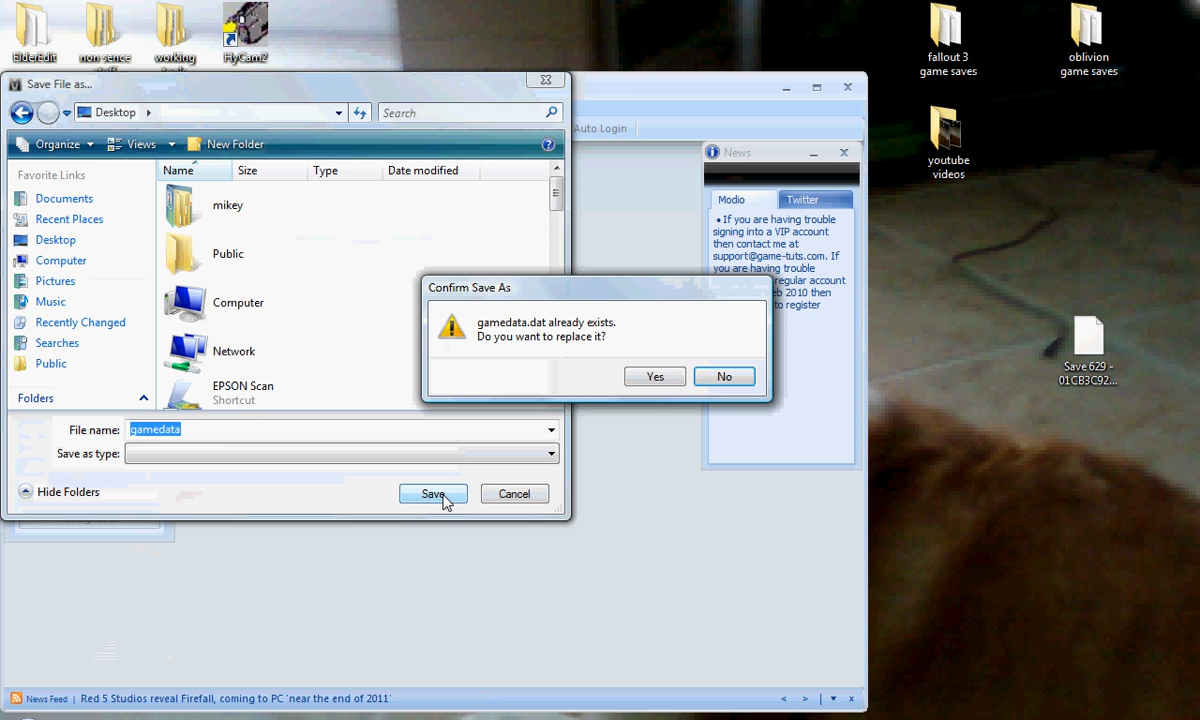 ElderEdit
non sence
stuff
working
HyCam2
fallout 3
game saves
oblivion
game saves
youtube
videos
Save 629 -
01CB3C92...
Save File as...
Desktop
Search
Organize
Views
New Folder
Favorite Links
Documents
Recent Places
Desktop
Computer
Pictures
Music
Recently Changed
Searches
Public
Folders
Name
Size
Type
Date modified
mikey
Public
Computer
Network
EPSON Scan
Shortcut
File name:
gamedata
Save as type:
Hide Folders
Save
Cancel
Confirm Save As
gamedata.dat already exists.
Do you want to replace it?
Yes
No
Auto Login
News
Modio
Twitter
• If you are having trouble
signing into a VIP account
then contact me at
support@game-tuts.com. If
you are having trouble
regular account
2010 then
to register
News Feed | Red 5 Studios reveal Firefall, coming to PC 'near the end of 2011'